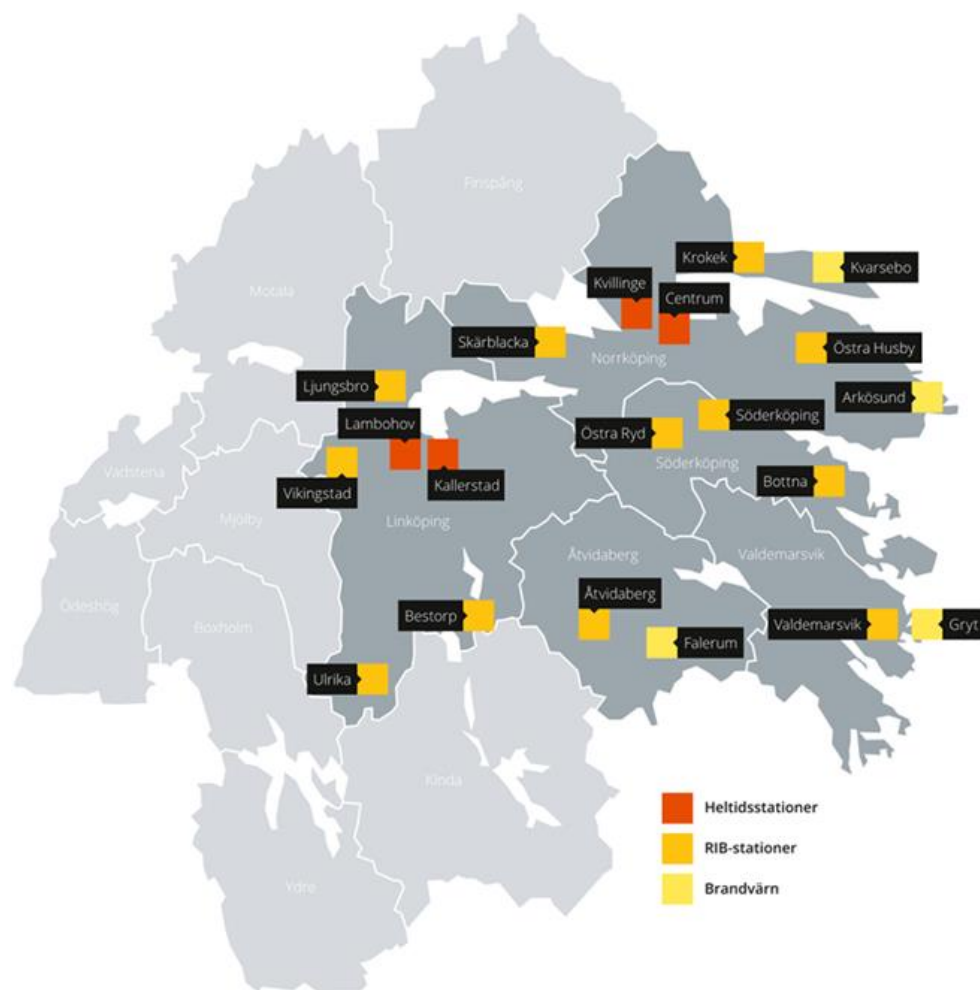 Finspång
Krokek
Kvarsebo
Kvillinge
Motala
Centrum
Skärblacka
Östra Husby
Norrköping
Ljungsbro
Arkösund
Lambohov
Söderköping
Östra Ryd
Söderköping
Vadstena
Vikingstad
Kallerstad
Bottna
Mjölby
Linköping
Åtvidaberg
Valdemarsvik
Ödeshög
Åtvidaberg
Boxholm
Bestorp
Valdemarsvik
Gryt
Falerum
Ulrika
Kinda
Heltidsstationer
RIB-stationer
Ydre
Brandvärn